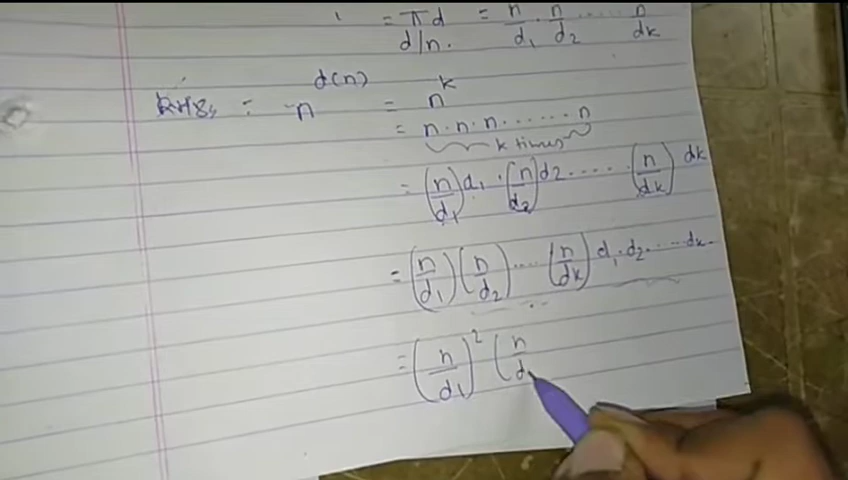 = π d = n/d₁ · n/d₂ ...... n/dk
d/n.
RHS : n^d(n) = n^k
= n · n · n ...... n
k times
= (n/d₁) d₁ · (n/d₂) d₂ ...... (n/dk) dk
= (n/d₁) (n/d₂) .... (n/dk) d₁ · d₂ ..... dk.
= (n/d₁)² (n/d